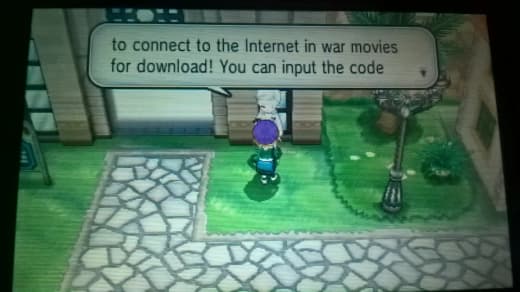 to connect to the Internet in war movies
for download! You can input the code